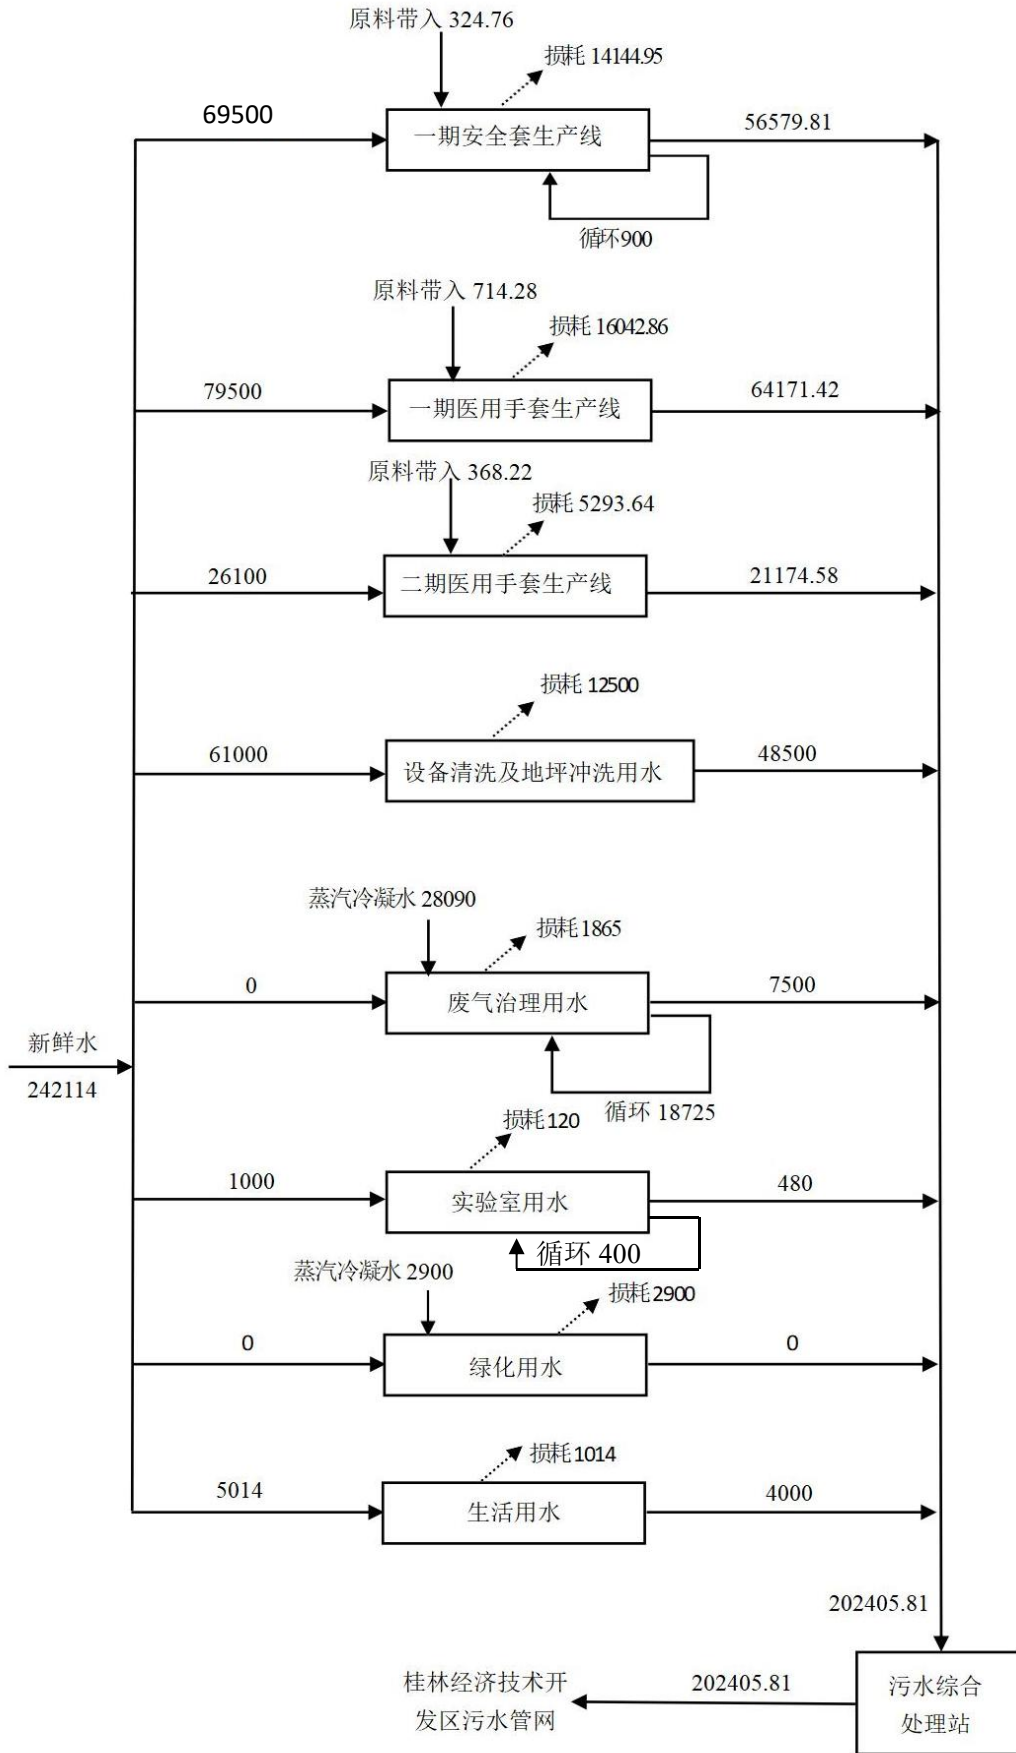 原料带入 324.76
损耗 14144.95
69500
一期安全套生产线
56579.81
循环900
原料带入 714.28
损耗 16042.86
79500
一期医用手套生产线
64171.42
原料带入 368.22
损耗 5293.64
26100
二期医用手套生产线
21174.58
损耗 12500
61000
设备清洗及地坪冲洗用水
48500
蒸汽冷凝水 28090
损耗1865
0
废气治理用水
7500
新鲜水
242114
循环 18725
损耗120
1000
实验室用水
480
循环 400
蒸汽冷凝水 2900
损耗2900
0
绿化用水
0
损耗1014
5014
生活用水
4000
202405.81
桂林经济技术开
发区污水管网
202405.81
污水综合
处理站